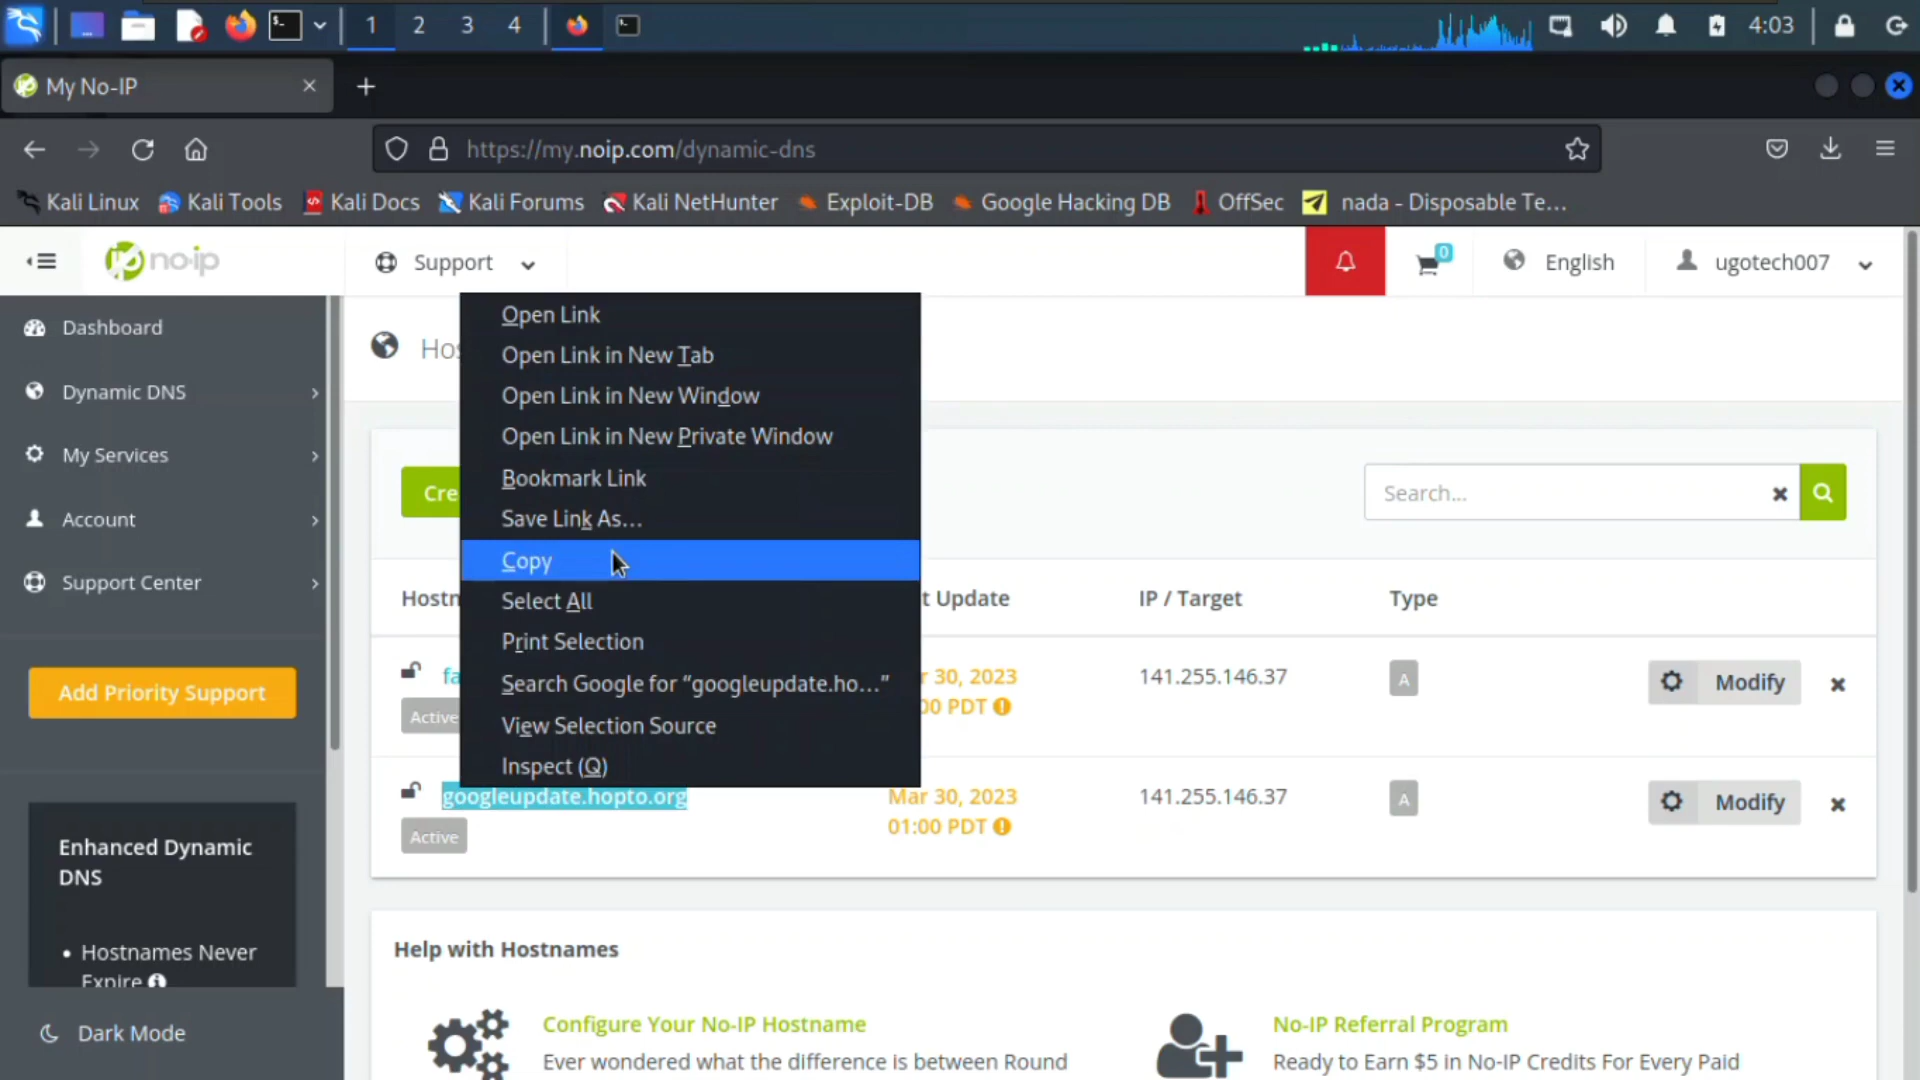 1 2 3 4
4:03
My No-IP
https://my.noip.com/dynamic-dns
Kali Linux Kali Tools Kali Docs Kali Forums Kali NetHunter Exploit-DB Google Hacking DB OffSec nada - Disposable Te...
no-ip Support 0 English ugotech007
Dashboard
Dynamic DNS
My Services
Account
Support Center
Add Priority Support
Enhanced Dynamic
DNS
• Hostnames Never
Expire
Dark Mode
Open Link
Open Link in New Tab
Open Link in New Window
Open Link in New Private Window
Bookmark Link
Save Link As...
Copy
Select All
Print Selection
Search Google for “googleupdate.ho...”
View Selection Source
Inspect (Q)
Search...
IP / Target Type
Update
30, 2023 141.255.146.37 A Modify
Active PDT
googleupdate.hopto.org Mar 30, 2023 141.255.146.37 A Modify
Active 01:00 PDT
Help with Hostnames
Configure Your No-IP Hostname
Ever wondered what the difference is between Round
No-IP Referral Program
Ready to Earn $5 in No-IP Credits For Every Paid